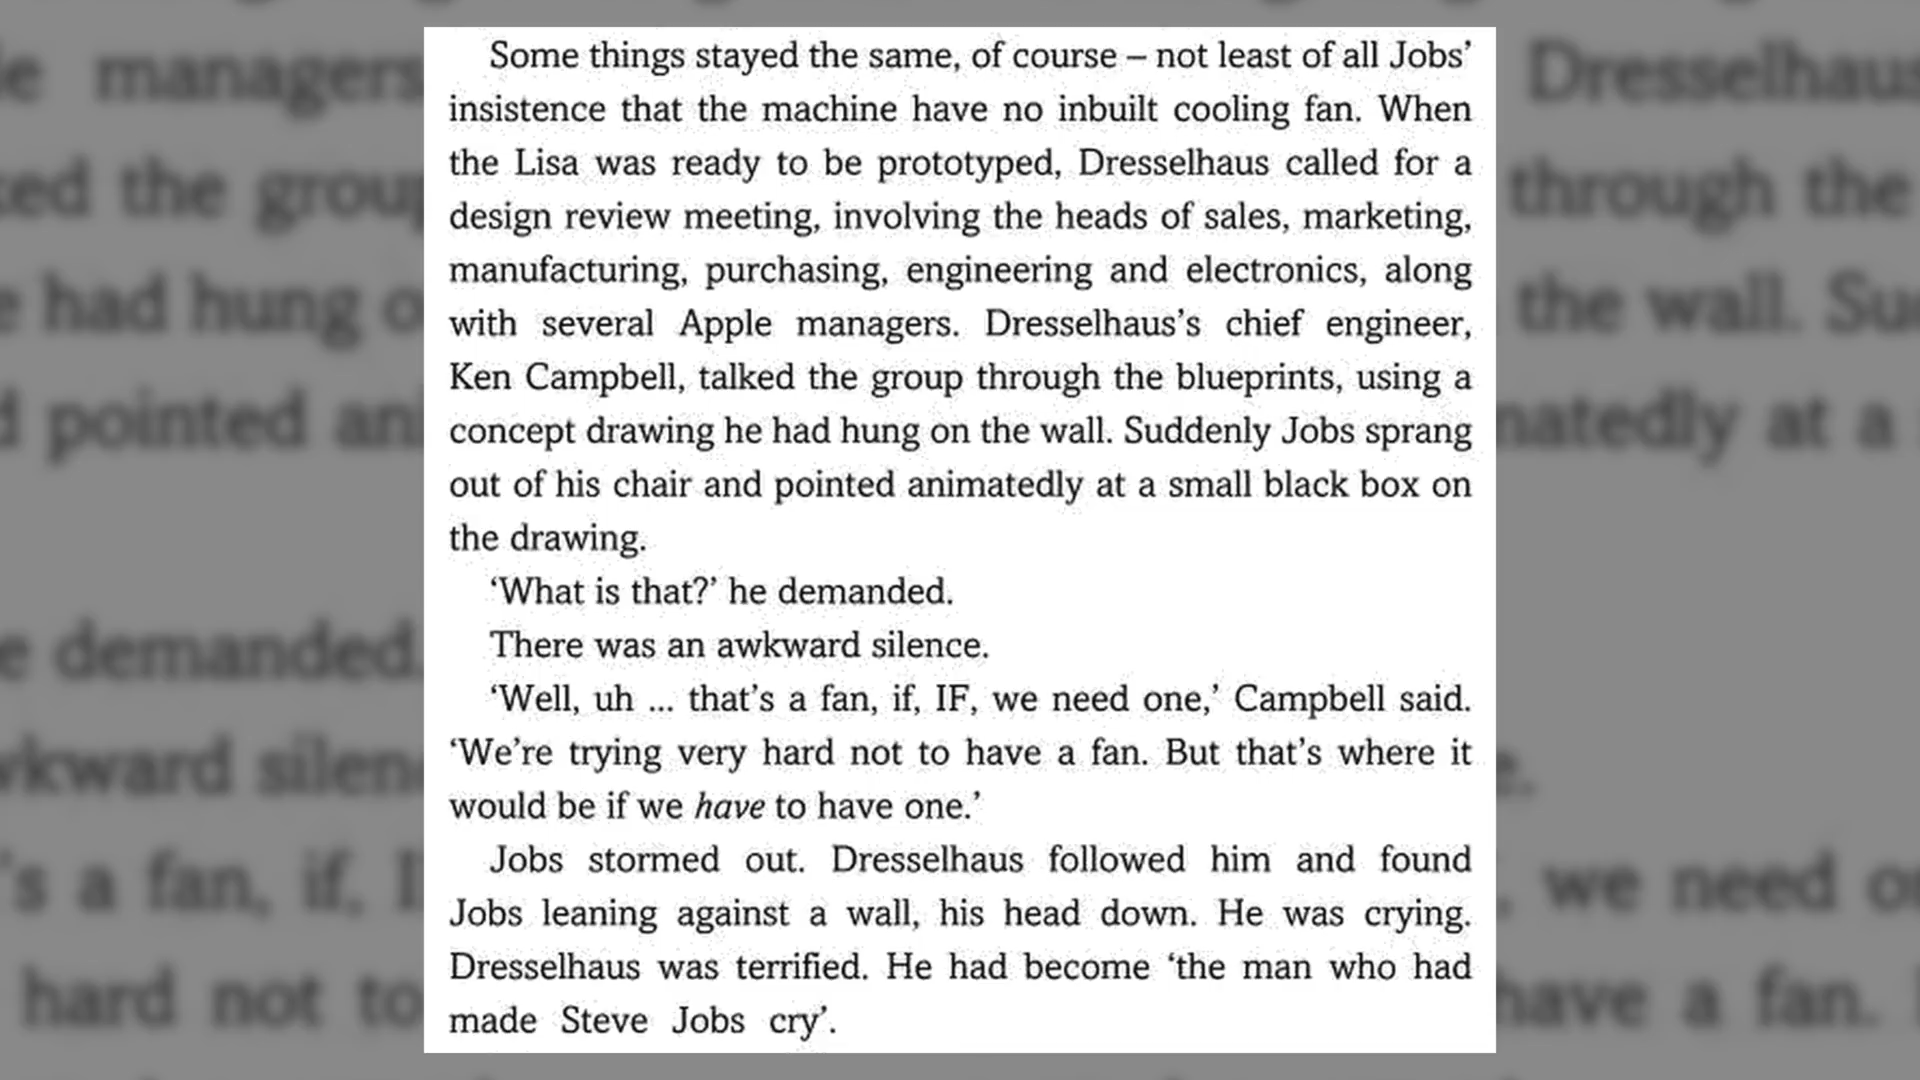 Some things stayed the same, of course – not least of all Jobs’
insistence that the machine have no inbuilt cooling fan. When
the Lisa was ready to be prototyped, Dresselhaus called for a
design review meeting, involving the heads of sales, marketing,
manufacturing, purchasing, engineering and electronics, along
with several Apple managers. Dresselhaus’s chief engineer,
Ken Campbell, talked the group through the blueprints, using a
concept drawing he had hung on the wall. Suddenly Jobs sprang
out of his chair and pointed animatedly at a small black box on
the drawing.
‘What is that?’ he demanded.
There was an awkward silence.
‘Well, uh ... that’s a fan, if, IF, we need one,’ Campbell said.
‘We’re trying very hard not to have a fan. But that’s where it
would be if we have to have one.’
Jobs stormed out. Dresselhaus followed him and found
Jobs leaning against a wall, his head down. He was crying.
Dresselhaus was terrified. He had become ‘the man who had
made Steve Jobs cry’.